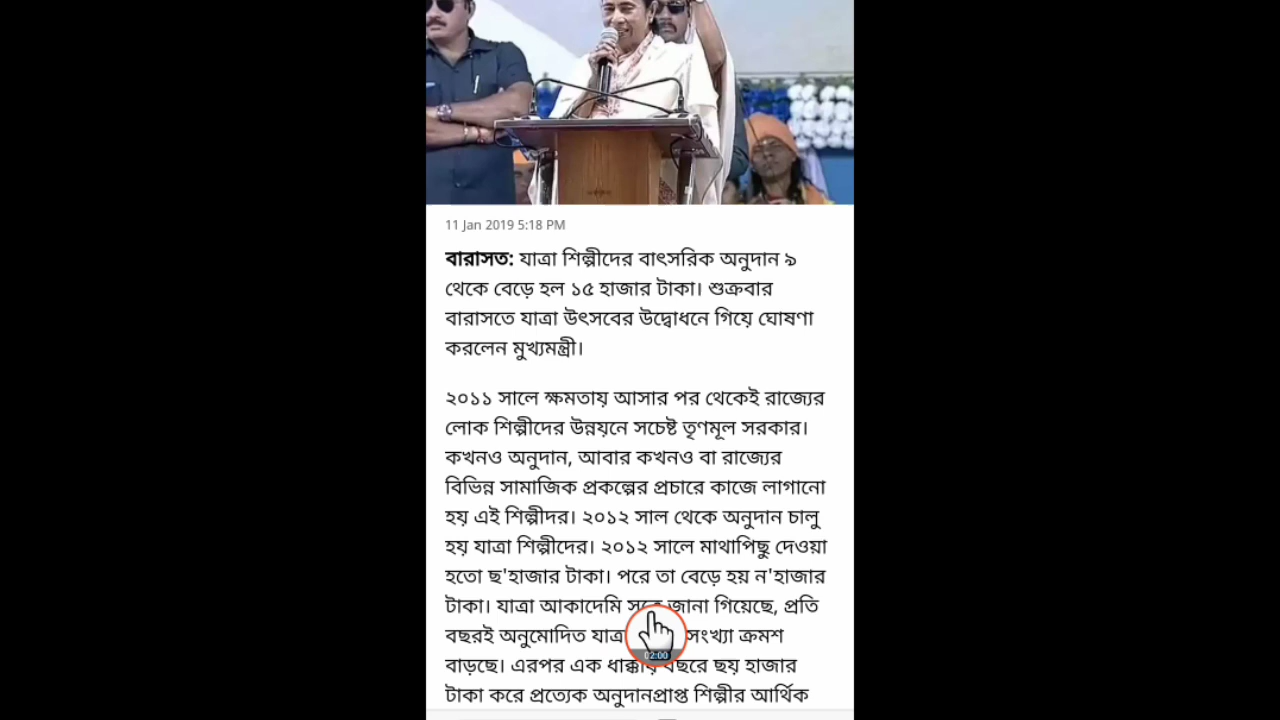 11 Jan 2019 5:18 PM
বারাসত: যাত্রা শিল্পীদের বাৎসরিক অনুদান ৯
থেকে বেড়ে হল ১৫ হাজার টাকা। শুক্রবার
বারাসতে যাত্রা উৎসবের উদ্বোধনে গিয়ে ঘোষণা
করলেন মুখ্যমন্ত্রী।
২০১১ সালে ক্ষমতায় আসার পর থেকেই রাজ্যের
লোক শিল্পীদের উন্নয়নে সচেষ্ট তৃণমূল সরকার।
কখনও অনুদান, আবার কখনও বা রাজ্যের
বিভিন্ন সামাজিক প্রকল্পের প্রচারে কাজে লাগানো
হয় এই শিল্পীদর। ২০১২ সাল থেকে অনুদান চালু
হয় যাত্রা শিল্পীদের। ২০১২ সালে মাথাপিছু দেওয়া
হতো ছ'হাজার টাকা। পরে তা বেড়ে হয় ন'হাজার
টাকা। যাত্রা আকাদেমি জানা গিয়েছে, প্রতি
বছরই অনুমোদিত সংখ্যা ক্রমশ
02:00
বাড়ছে। এরপর এক ধাক্কায় বছরে ছয় হাজার
টাকা করে প্রত্যেক অনুদানপ্রাপ্ত শিল্পীর আর্থিক